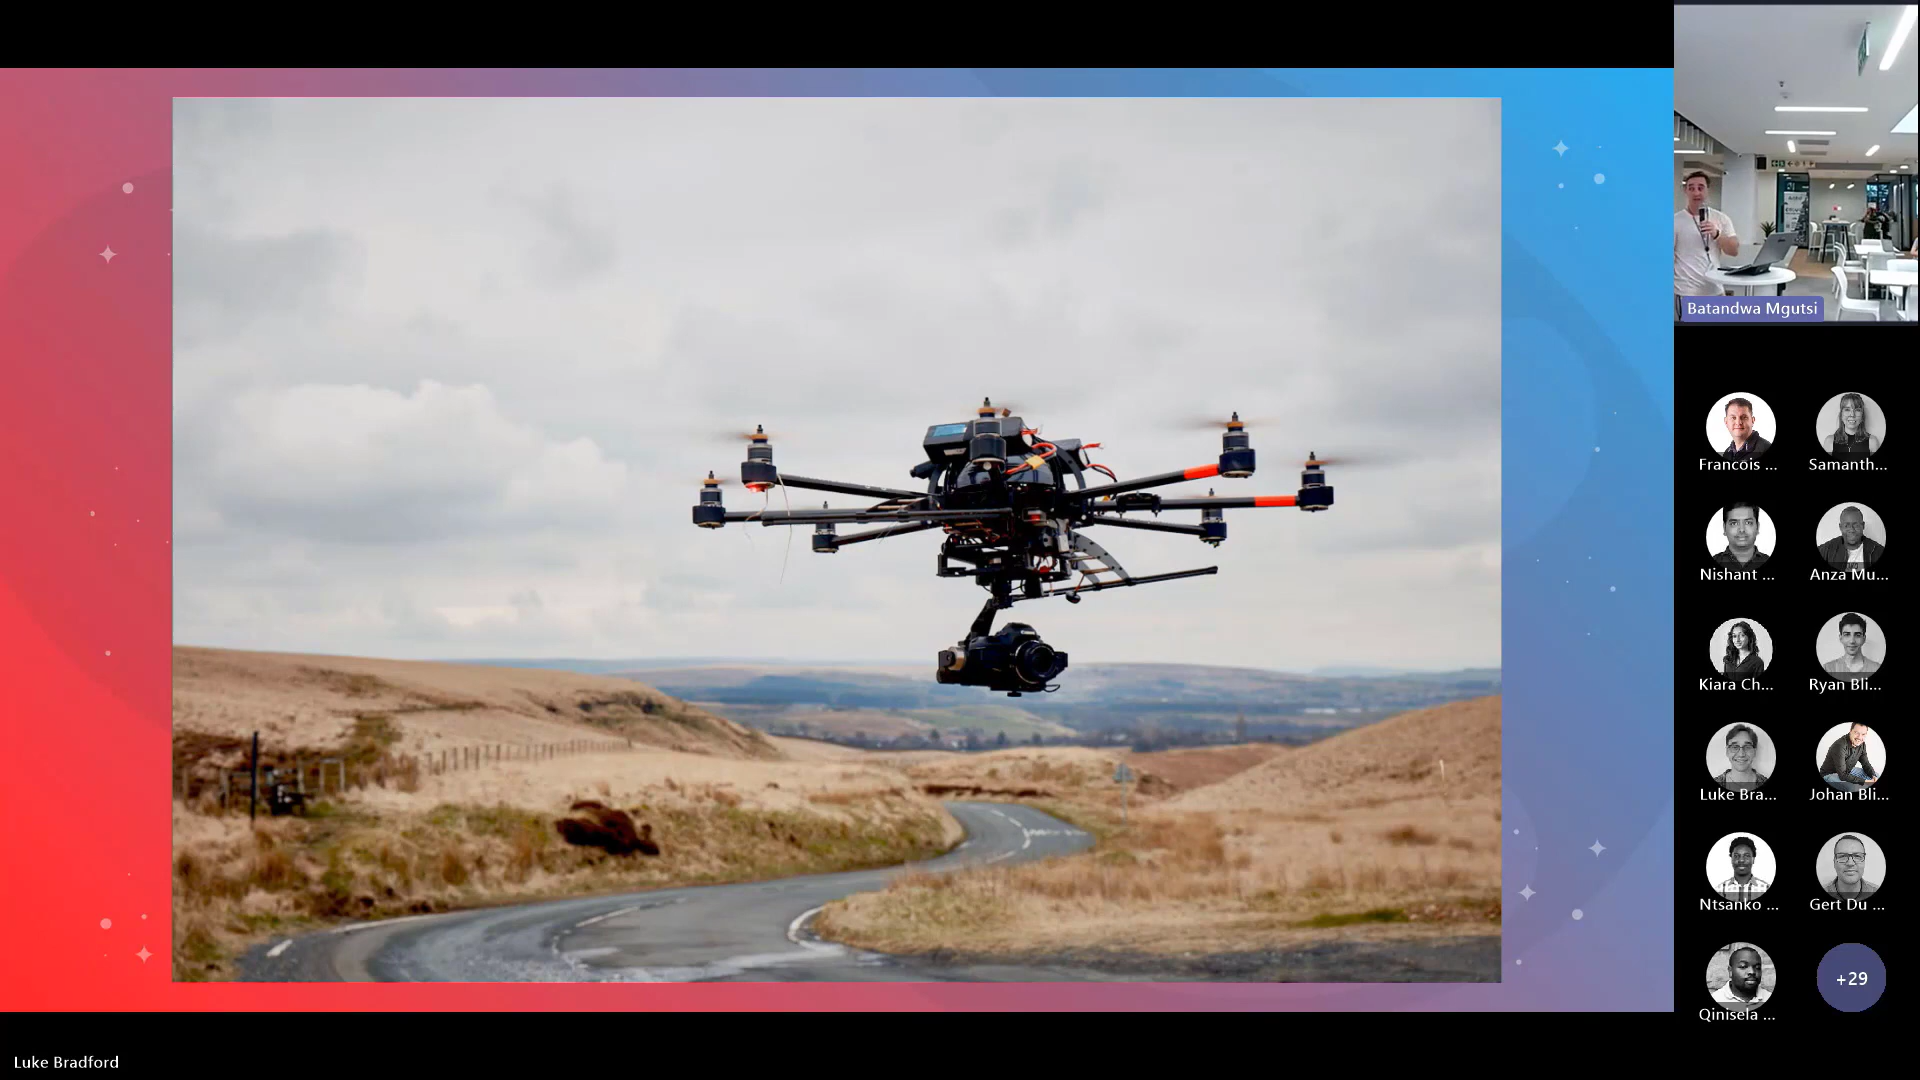 Batandwa Mgutsi
Francois ...
Samanth...
Nishant ...
Anza Mu...
Kiara Ch...
Ryan Bli...
Luke Bra...
Johan Bli...
Ntsanko ...
Gert Du ...
Qinisela ...
+29
Luke Bradford